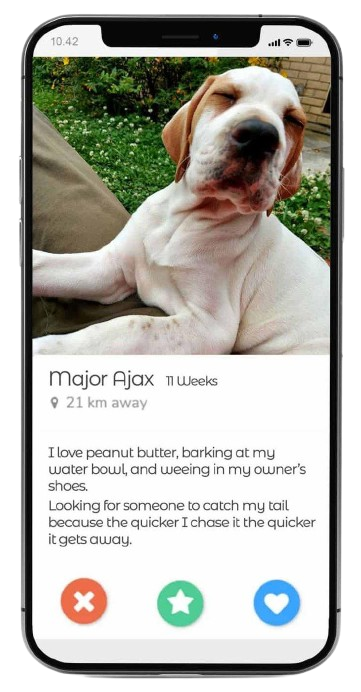 10.42
Major Ajax 11 Weeks
21 km away
I love peanut butter, barking at my
water bowl, and weeing in my owner's
shoes.
Looking for someone to catch my tail
because the quicker I chase it the quicker
it gets away.